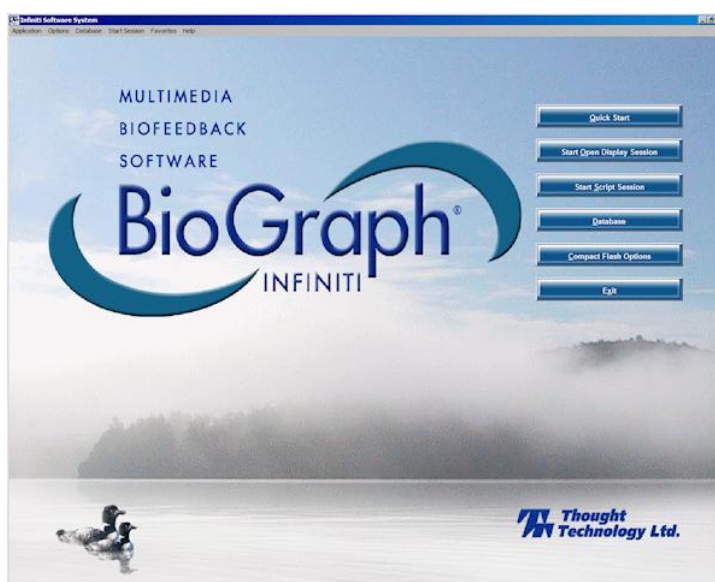 Infiniti Software System
Application Options Database Start Session Favorites Help
MULTIMEDIA
BIOFEEDBACK
SOFTWARE
BioGraph®
INFINITI
Quick Start
Start Open Display Session
Start Script Session
Database
Compact Flash Options
Exit
Thought
Technology Ltd.